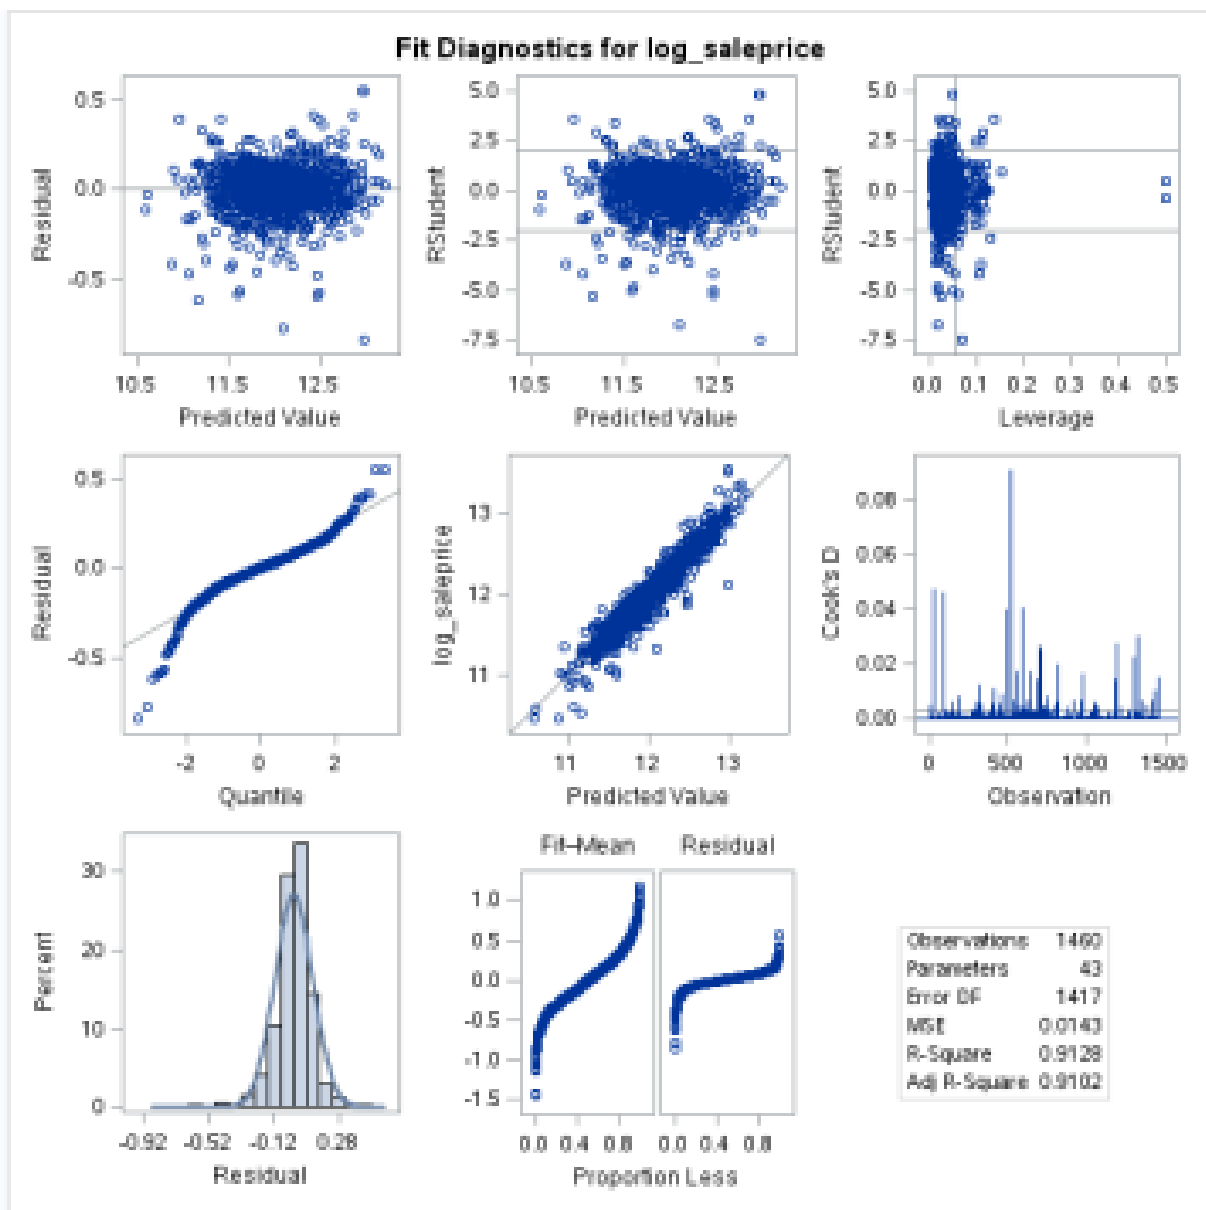 Fit Diagnostics for log_saleprice
0.5
0.0
-0.5
Residual
10.5 11.5 12.5
Predicted Value
5.0
2.5
0.0
-2.5
-5.0
-7.5
RStudent
10.5 11.5 12.5
Predicted Value
5.0
2.5
0.0
-2.5
-5.0
-7.5
RStudent
0.0 0.1 0.2 0.3 0.4 0.5
Leverage
0.5
0.0
-0.5
Residual
-2 0 2
Quantile
13
12
11
log_saleprice
11 12 13
Predicted Value
0.08
0.06
0.04
0.02
0.00
Cook's D
0 500 1000 1500
Observation
30
20
10
0
Percent
-0.92 -0.52 -0.12 0.28
Residual
Fit–Mean Residual
1.0
0.5
0.0
-0.5
-1.0
-1.5
0.0 0.4 0.8 0.0 0.4 0.8
Proportion Less
Observations 1460
Parameters 43
Error DF 1417
MSE 0.0143
R-Square 0.9128
Adj R-Square 0.9102